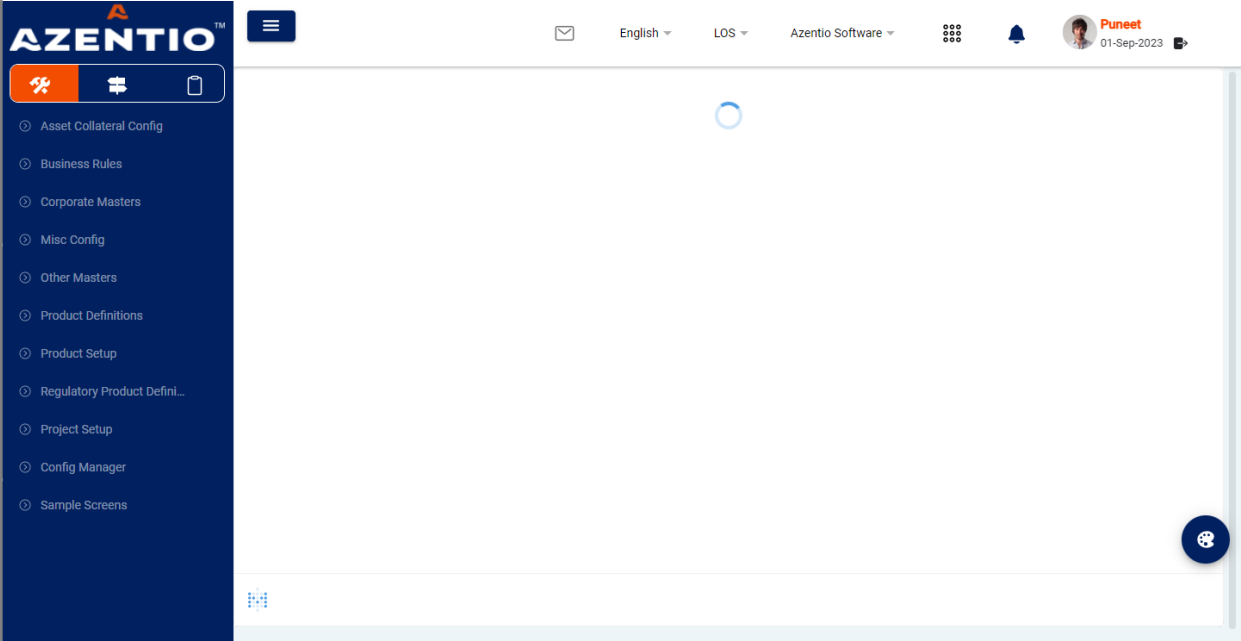 AZENTIO™
English
LOS
Azentio Software
Puneet
01-Sep-2023
Asset Collateral Config
Business Rules
Corporate Masters
Misc Config
Other Masters
Product Definitions
Product Setup
Regulatory Product Defini...
Project Setup
Config Manager
Sample Screens